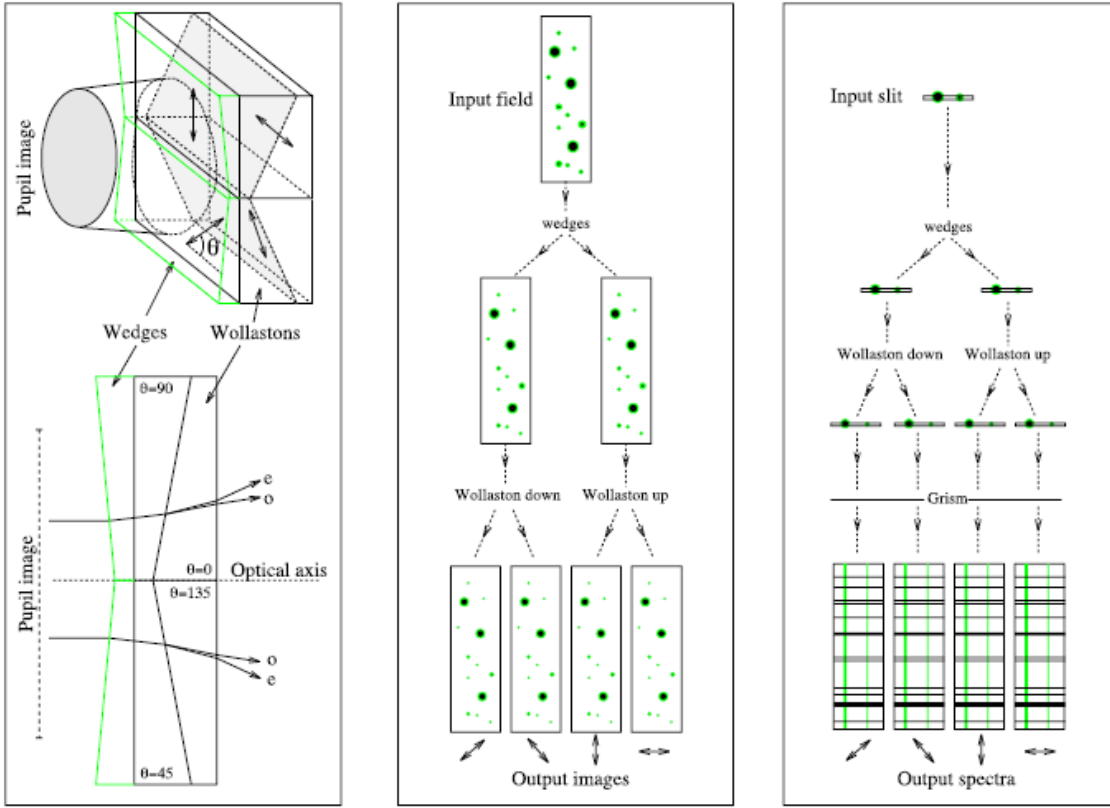 Pupil image
θ
Wedges
Wollastons
θ=90
e
o
Pupil image
θ=0
Optical axis
θ=135
o
e
θ=45
Input field
wedges
Wollaston down
Wollaston up
Output images
Input slit
wedges
Wollaston down
Wollaston up
Grism
Output spectra